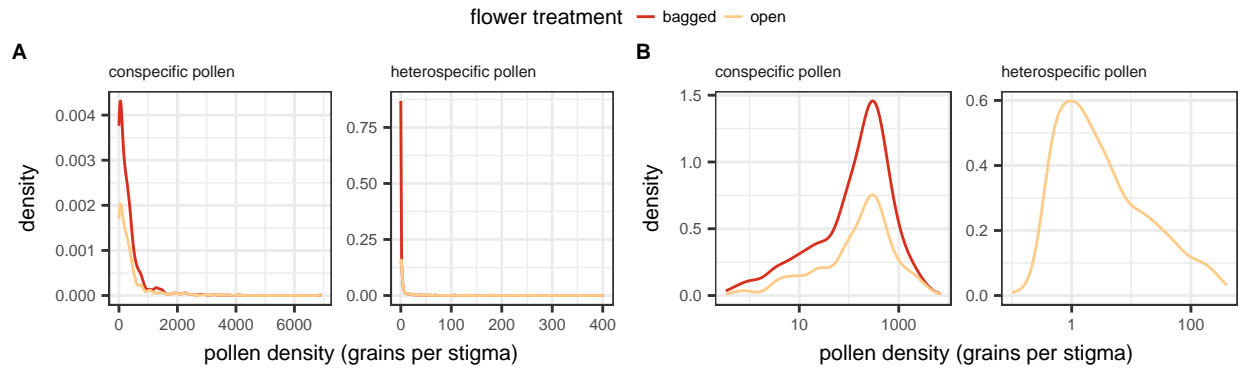 flower treatment bagged open
A
B
conspecific pollen
heterospecific pollen
conspecific pollen
heterospecific pollen
density
0.004
0.003
0.002
0.001
0.000
0 2000 4000 6000
0.75
0.50
0.25
0.00
0 100 200 300 400
pollen density (grains per stigma)
density
1.5
1.0
0.5
0.0
10 1000
0.6
0.4
0.2
0.0
1 100
pollen density (grains per stigma)